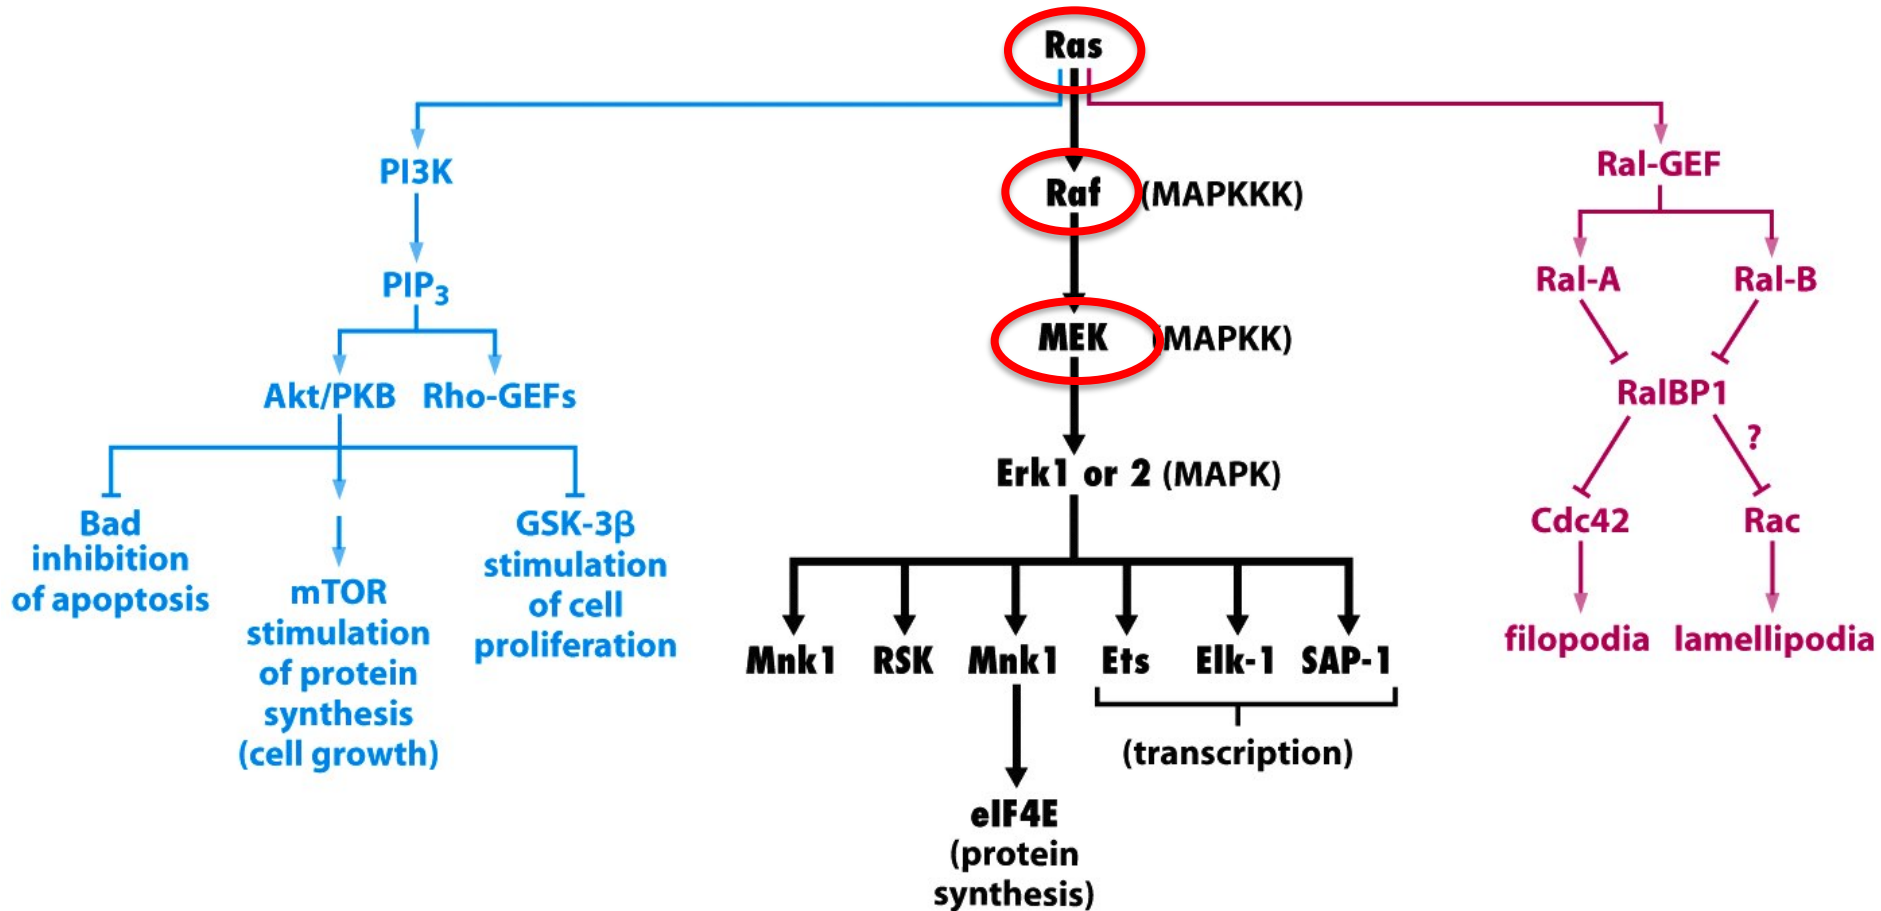 Ras
PI3K
Raf (MAPKKK)
Ral-GEF
PIP3
MEK (MAPKK)
Ral-A
Ral-B
Akt/PKB
Rho-GEFs
RalBP1
?
Erk1 or 2 (MAPK)
Bad
inhibition
of apoptosis
mTOR
stimulation
of protein
synthesis
(cell growth)
GSK-3β
stimulation
of cell
proliferation
Cdc42
Rac
filopodia
lamellipodia
Mnk1
RSK
Mnk1
Ets
Elk-1
SAP-1
(transcription)
eIF4E
(protein
synthesis)